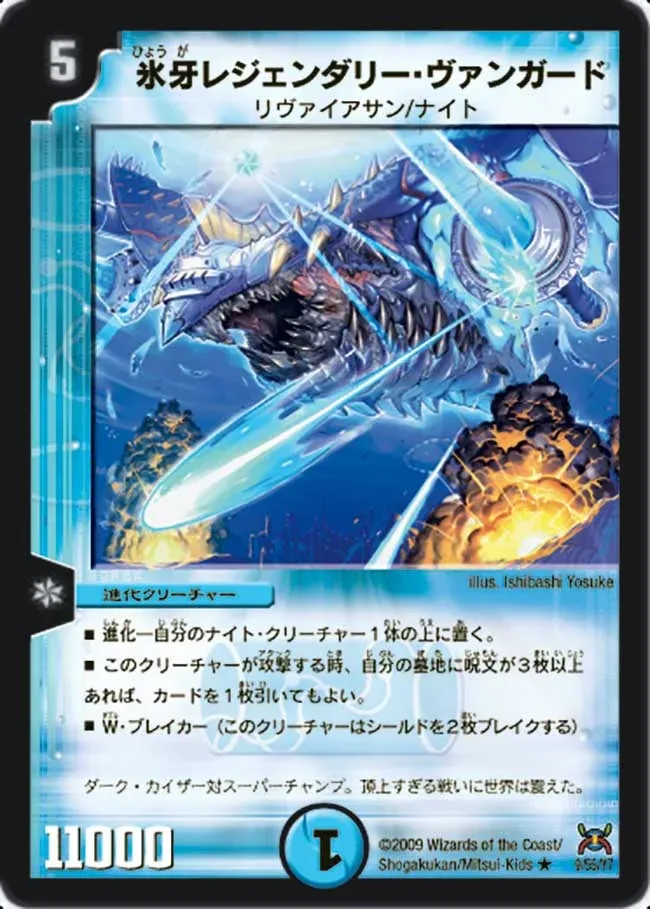 5
ひょう が
氷牙レジェンダリー・ヴァンガード
リヴァイアサン/ナイト
illus. Ishibashi Yosuke
進化クリーチャー
■ 進化―自分のナイト・クリーチャー1体の上に置く。
■ このクリーチャーが攻撃する時、自分の墓地に呪文が3枚以上
あれば、カードを1枚引いてもよい。
■ W・ブレイカー (このクリーチャーはシールドを2枚ブレイクする)
ダーク・カイザー対スーパーチャンプ。頂上すぎる戦いに世界は震えた。
11000
1
©2009 Wizards of the Coast/
Shogakukan/Mitsui-Kids ★
9/55/Y7